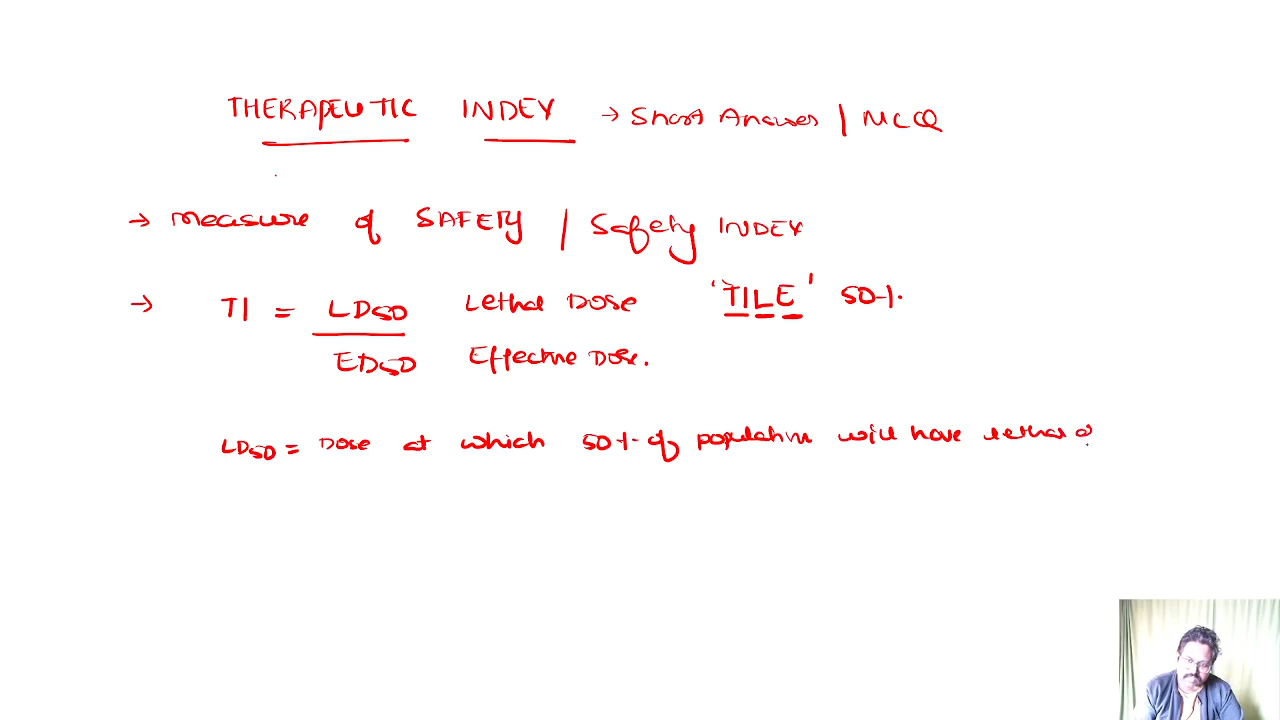 THERAPEUTIC INDEX → Short Answer | MCQ
→ Measure of SAFETY / Safety INDEX
→ TI = LD50 Lethal Dose 'TILE' 50%.
ED50 Effective Dose.
LD50 = Dose at which 50% of population will have lethal